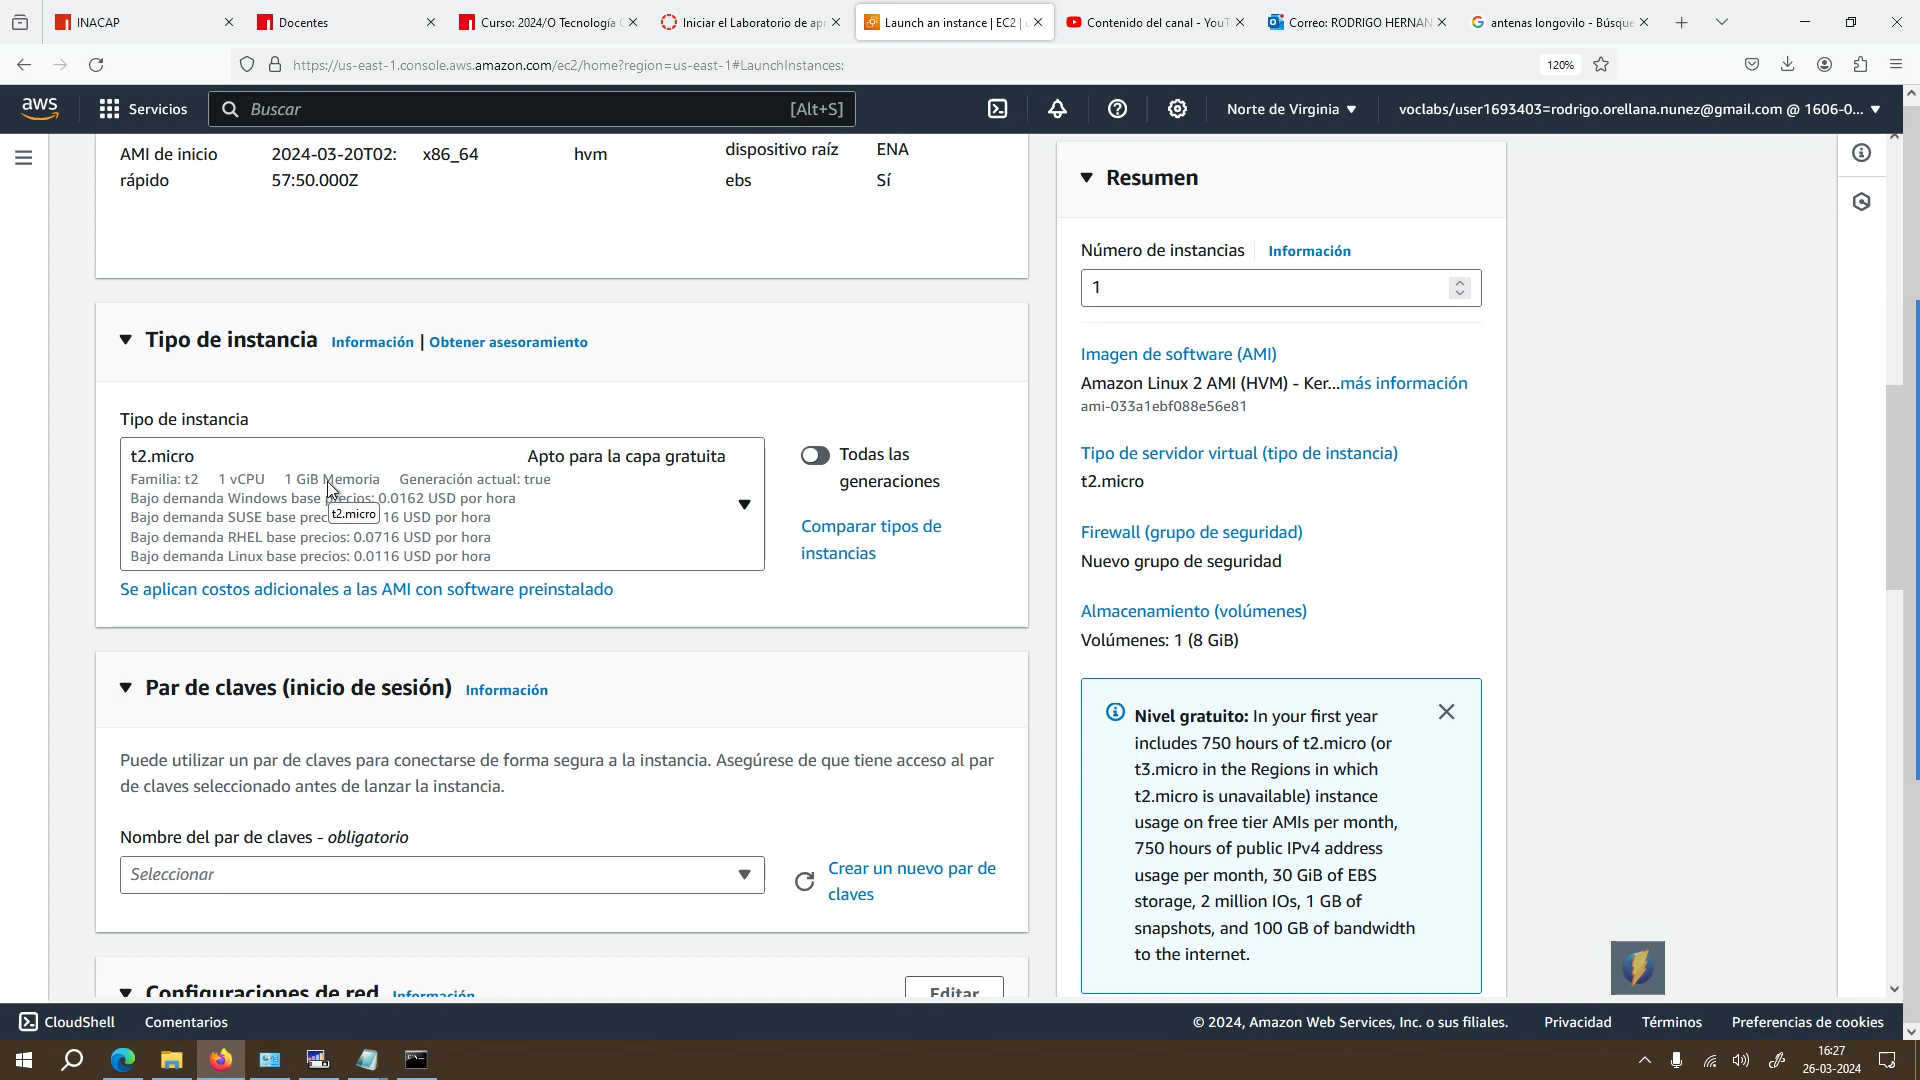 INACAP
Docentes
Curso: 2024/O Tecnología C
Iniciar el Laboratorio de apr
Launch an instance | EC2 | u
Contenido del canal - YouT
Correo: RODRIGO HERNAN
antenas longovilo - Búsque
https://us-east-1.console.aws.amazon.com/ec2/home?region=us-east-1#LaunchInstances:
120%
aws
Servicios
Buscar
[Alt+S]
Norte de Virginia
voclabs/user1693403=rodrigo.orellana.nunez@gmail.com @ 1606-0...
AMI de inicio rápido
2024-03-20T02:57:50.000Z
x86_64
hvm
dispositivo raíz
ebs
ENA
Sí
Tipo de instancia
Información | Obtener asesoramiento
Tipo de instancia
t2.micro
Apto para la capa gratuita
Familia: t2 1 vCPU 1 GiB Memoria Generación actual: true
Bajo demanda Windows base precios: 0.0162 USD por hora
Bajo demanda SUSE base prec 16 USD por hora
t2.micro
Bajo demanda RHEL base precios: 0.0716 USD por hora
Bajo demanda Linux base precios: 0.0116 USD por hora
Todas las
generaciones
Comparar tipos de
instancias
Se aplican costos adicionales a las AMI con software preinstalado
Par de claves (inicio de sesión)
Información
Puede utilizar un par de claves para conectarse de forma segura a la instancia. Asegúrese de que tiene acceso al par
de claves seleccionado antes de lanzar la instancia.
Nombre del par de claves - obligatorio
Seleccionar
Crear un nuevo par de
claves
Configuraciones de red
Información
Editar
Resumen
Número de instancias
Información
1
Imagen de software (AMI)
Amazon Linux 2 AMI (HVM) - Ker...más información
ami-033a1ebf088e56e81
Tipo de servidor virtual (tipo de instancia)
t2.micro
Firewall (grupo de seguridad)
Nuevo grupo de seguridad
Almacenamiento (volúmenes)
Volúmenes: 1 (8 GiB)
Nivel gratuito: In your first year
includes 750 hours of t2.micro (or
t3.micro in the Regions in which
t2.micro is unavailable) instance
usage on free tier AMIs per month,
750 hours of public IPv4 address
usage per month, 30 GiB of EBS
storage, 2 million IOs, 1 GB of
snapshots, and 100 GB of bandwidth
to the internet.
CloudShell
Comentarios
© 2024, Amazon Web Services, Inc. o sus filiales.
Privacidad
Términos
Preferencias de cookies
16:27
26-03-2024